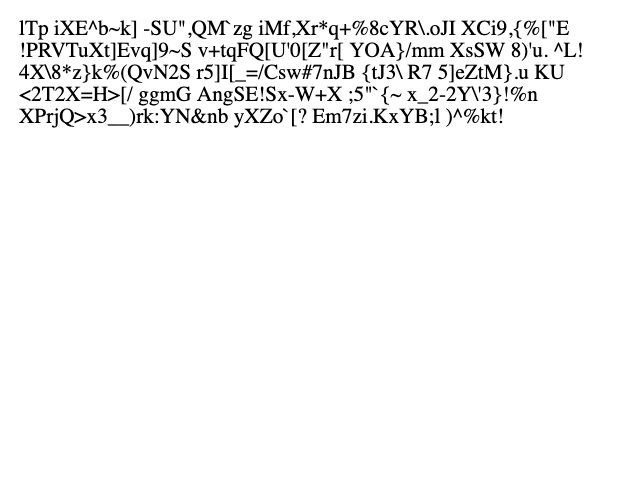 lTp iXE^b~k] -SU",QM`zg iMf,Xr*q+%8cYR\.oJI XCi9,{%["E
!PRVTuXt]Evq]9~S v+tqFQ[U'0[Z"r[ YOA}/mm XsSW 8)'u. ^L!
4X\8*z}k%(QvN2S r5]I[_=/Csw#7nJB {tJ3\ R7 5]eZtM}.u KU
<2T2X=H>[/ ggmG AngSE!Sx-W+X ;5"`{~ x_2-2Y\'3}!%n
XPrjQ>x3__)rk:YN&nb yXZo`[? Em7zi.KxYB;l )^%kt!